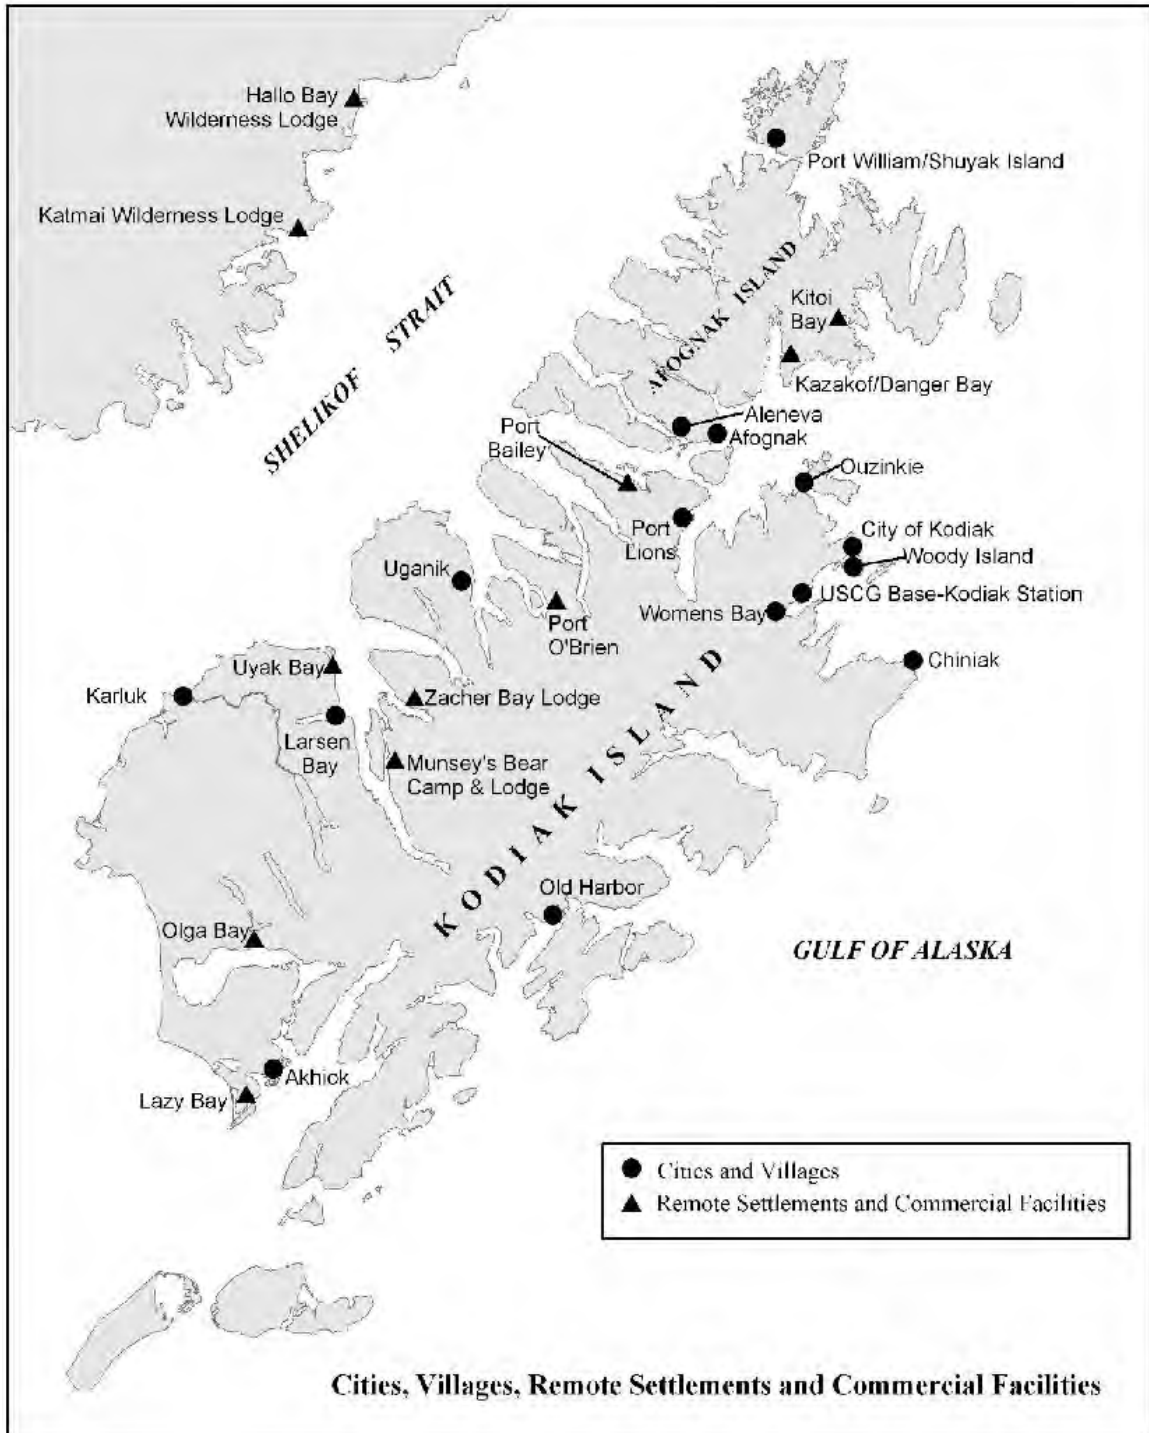 Hallo Bay
Wilderness Lodge
Port William/Shuyak Island
Katmai Wilderness Lodge
SHELIKOF STRAIT
AFOGNAK ISLAND
Kitoi
Bay
Kazakof/Danger Bay
Aleneva
Afognak
Port
Bailey
Ouzinkie
Port
Lions
City of Kodiak
Woody Island
Uganik
USCG Base-Kodiak Station
Womens Bay
Port
O'Brien
Chiniak
Uyak Bay
Karluk
Zacher Bay Lodge
Larsen
Bay
Munsey's Bear
Camp & Lodge
KODIAK ISLAND
Old Harbor
Olga Bay
GULF OF ALASKA
Akhiok
Lazy Bay
Cities and Villages
Remote Settlements and Commercial Facilities
Cities, Villages, Remote Settlements and Commercial Facilities